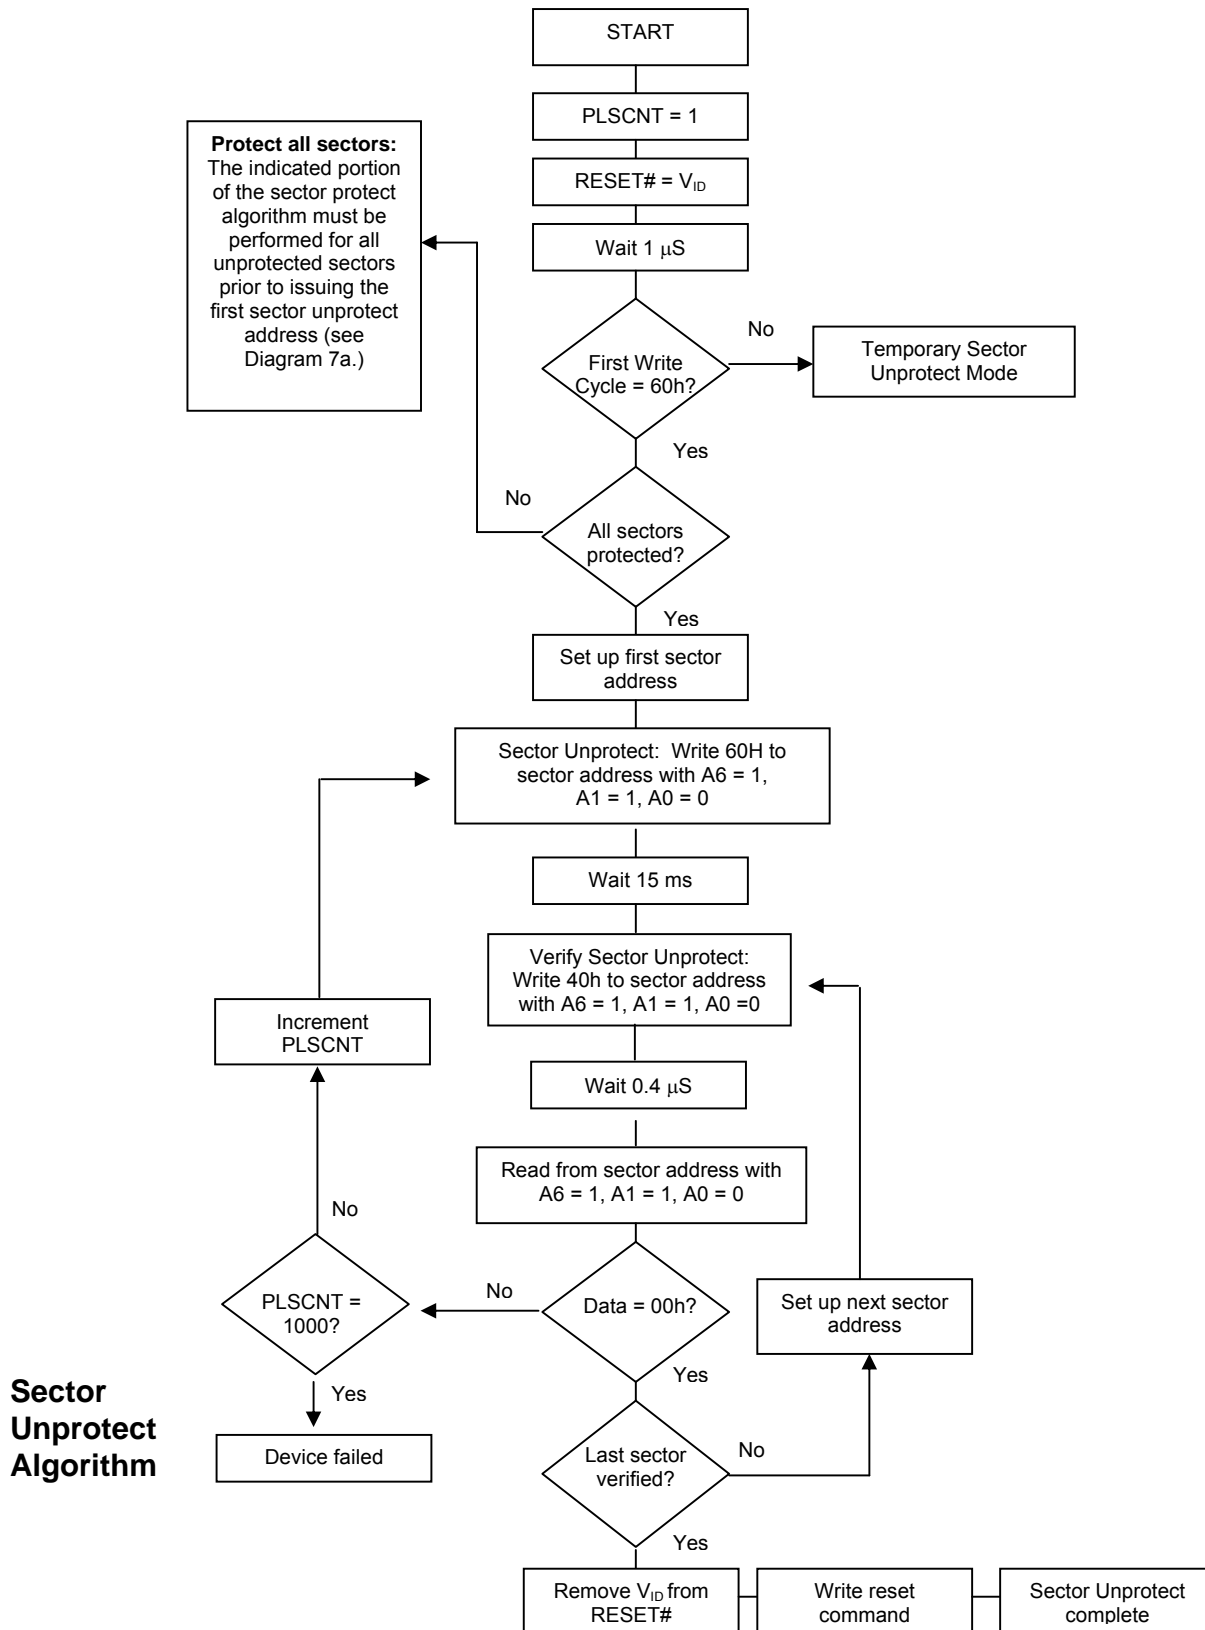 START
PLSCNT = 1
RESET# = VID
Wait 1 μS
Protect all sectors:
The indicated portion
of the sector protect
algorithm must be
performed for all
unprotected sectors
prior to issuing the
first sector unprotect
address (see
Diagram 7a.)
First Write
Cycle = 60h?
No
Temporary Sector
Unprotect Mode
Yes
No
All sectors
protected?
Yes
Set up first sector
address
Sector Unprotect: Write 60H to
sector address with A6 = 1,
A1 = 1, A0 = 0
Wait 15 ms
Verify Sector Unprotect:
Write 40h to sector address
with A6 = 1, A1 = 1, A0 =0
Increment
PLSCNT
Wait 0.4 μS
Read from sector address with
A6 = 1, A1 = 1, A0 = 0
No
PLSCNT =
1000?
No
Data = 00h?
Set up next sector
address
Yes
Yes
Device failed
Last sector
verified?
No
Yes
Sector
Unprotect
Algorithm
Remove VID from
RESET#
Write reset
command
Sector Unprotect
complete